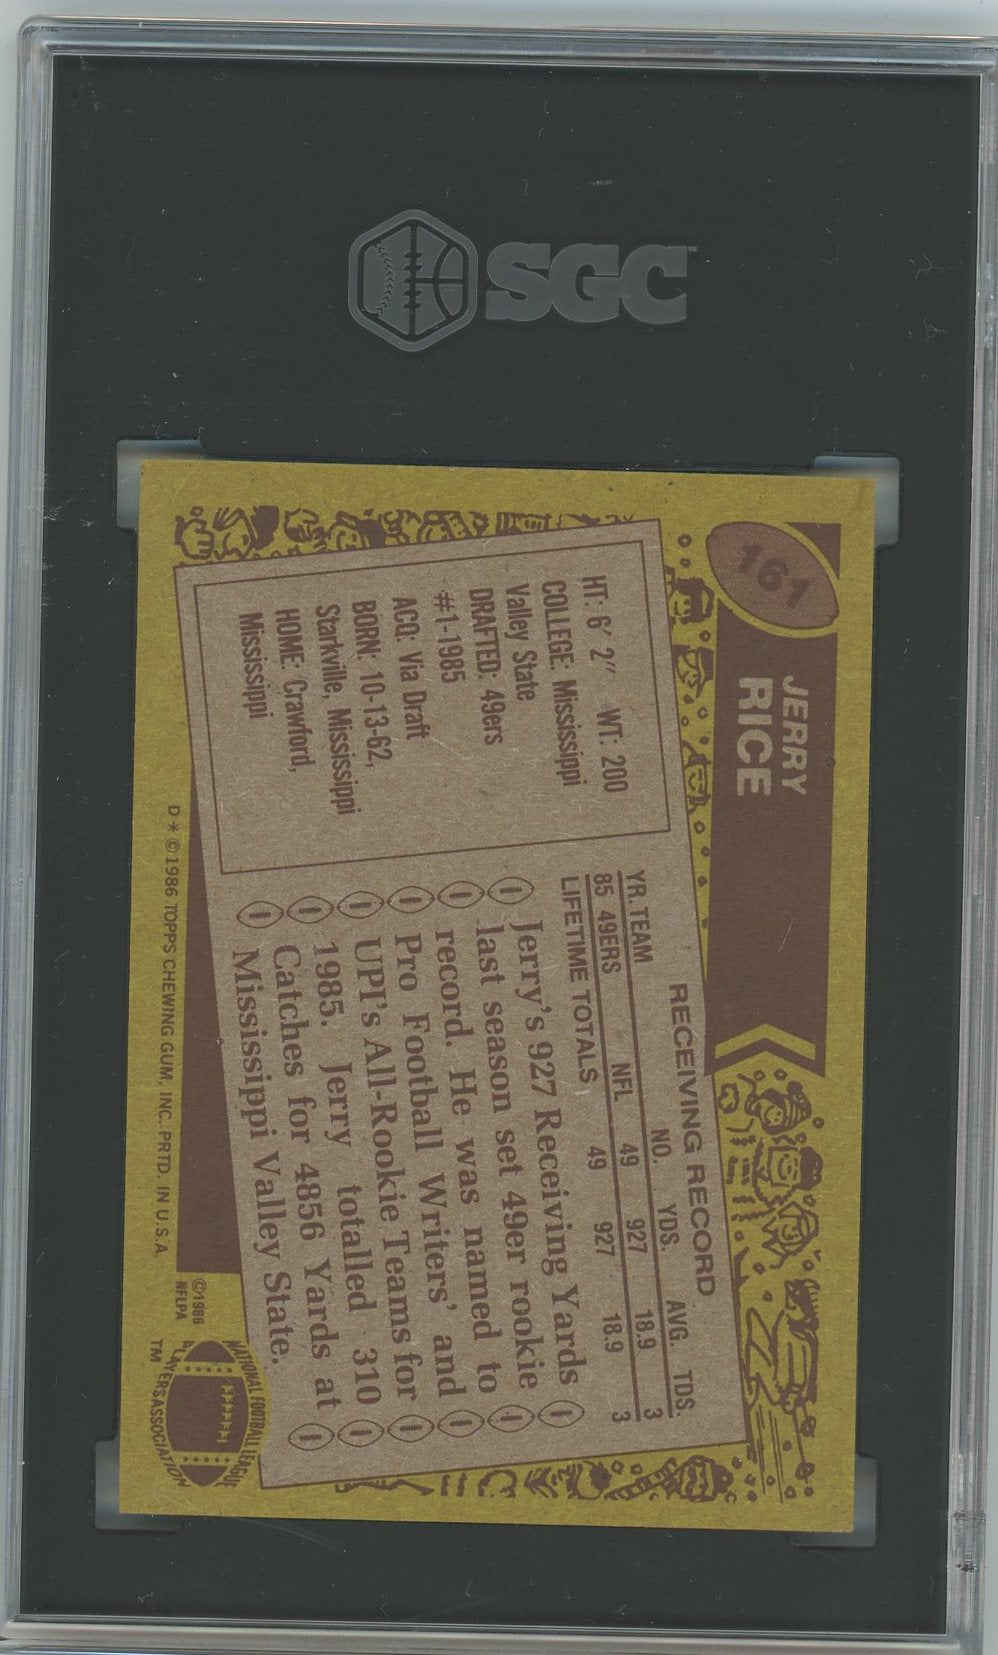 SGC
161
JERRY
RICE
HT: 6' 2'' WT: 200
COLLEGE: Mississippi
Valley State
DRAFTED: 49ers
#1-1985
ACQ: Via Draft
BORN: 10-13-62,
Starkville, Mississippi
HOME: Crawford,
Mississippi
RECEIVING RECORD
YR. TEAM NO. YDS. AVG. TDS.
85 49ERS NFL 49 927 18.9 3
LIFETIME TOTALS 49 927 18.9 3
Jerry's 927 Receiving Yards
last season set 49er rookie
record. He was named to
Pro Football Writers' and
UPI's All-Rookie Teams for
1985. Jerry totalled 310
Catches for 4856 Yards at
Mississippi Valley State.
D * © 1986 TOPPS CHEWING GUM, INC. PRTD. IN U.S.A.
© 1986
NFLPA
NATIONAL FOOTBALL LEAGUE
PLAYERS ASSOCIATION
TM